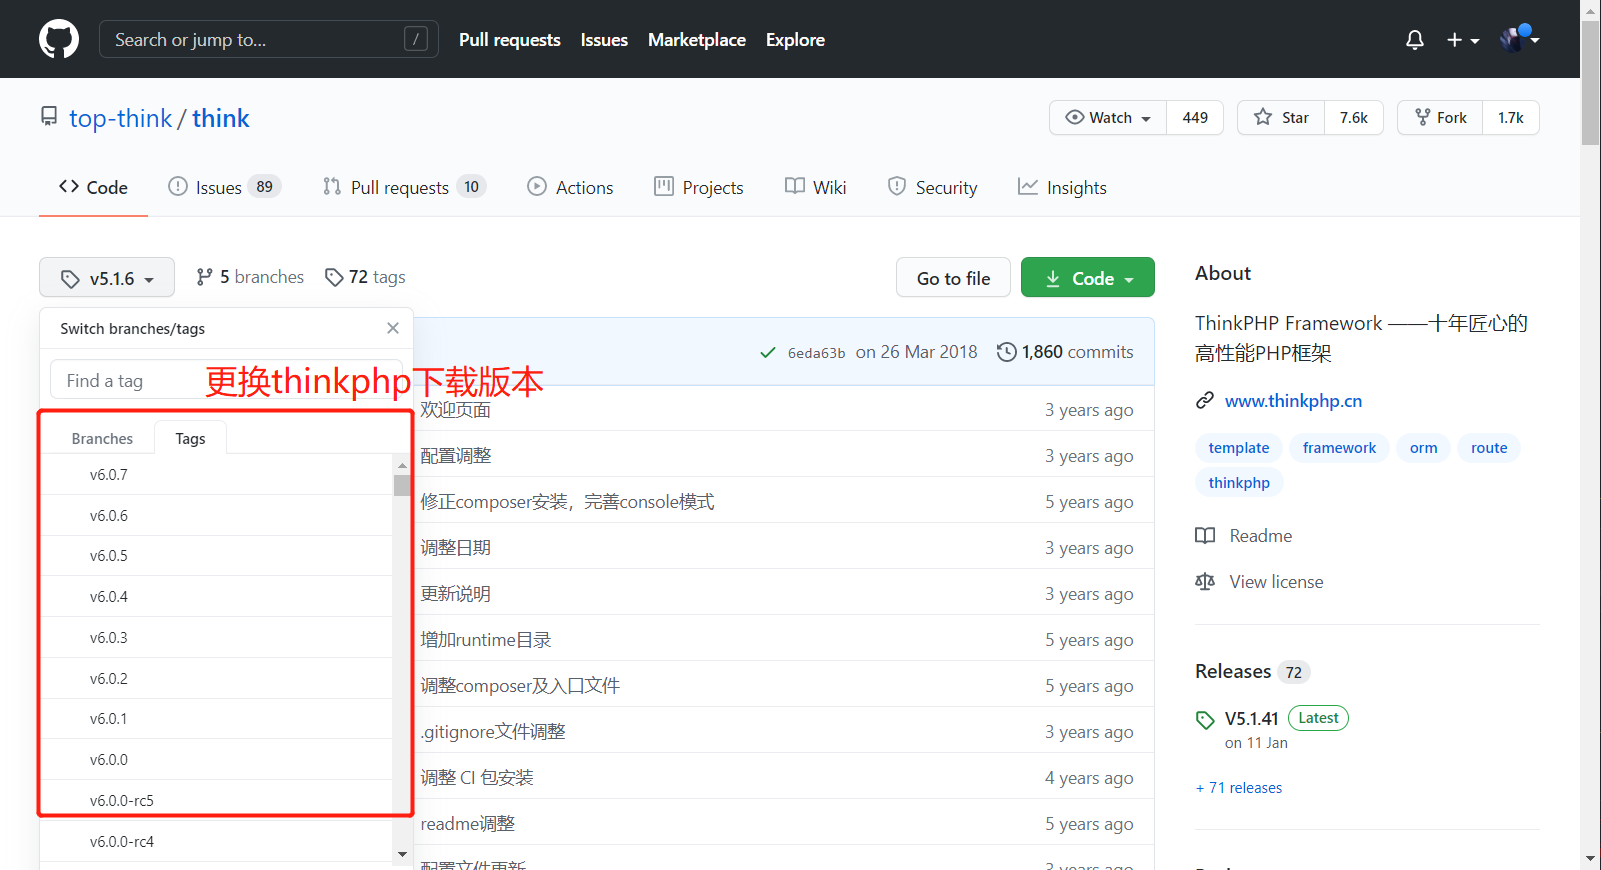 Search or jump to... /
Pull requests Issues Marketplace Explore
top-think / think
Watch 449 Star 7.6k Fork 1.7k
Code Issues 89 Pull requests 10 Actions Projects Wiki Security Insights
v5.1.6 5 branches 72 tags Go to file Code
Switch branches/tags
Find a tag
更换thinkphp下载版本
Branches Tags
v6.0.7
v6.0.6
v6.0.5
v6.0.4
v6.0.3
v6.0.2
v6.0.1
v6.0.0
v6.0.0-rc5
v6.0.0-rc4
6eda63b on 26 Mar 2018 1,860 commits
欢迎页面 3 years ago
配置调整 3 years ago
修正composer安装，完善console模式 5 years ago
调整日期 3 years ago
更新说明 3 years ago
增加runtime目录 5 years ago
调整composer及入口文件 5 years ago
.gitignore文件调整 3 years ago
调整 CI 包安装 4 years ago
readme调整 5 years ago
配置文件更新 3 years ago
About
ThinkPHP Framework ——十年匠心的
高性能PHP框架
www.thinkphp.cn
template framework orm route
thinkphp
Readme
View license
Releases 72
V5.1.41 Latest
on 11 Jan
+ 71 releases